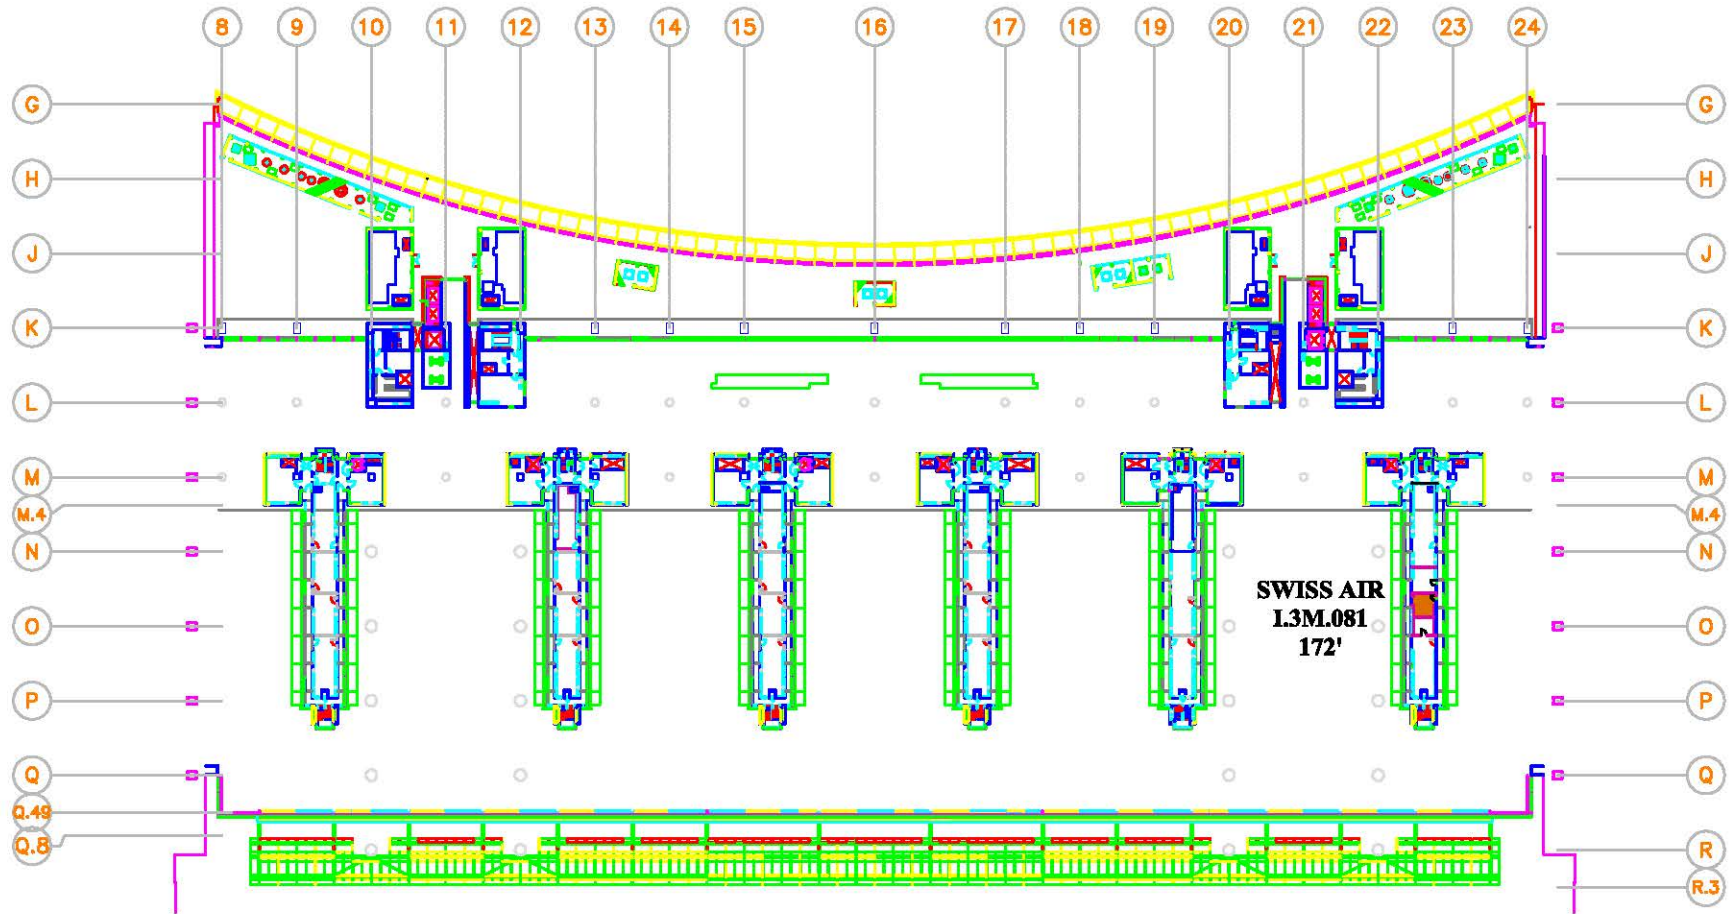 8 9 10 11 12 13 14 15 16 17 18 19 20 21 22 23 24
G G
H H
J J
K K
L L
M M
M.4 M.4
N N
SWISS AIR
1.3M.081
172'
O O
P P
Q Q
Q.49
Q.8 R
R.3